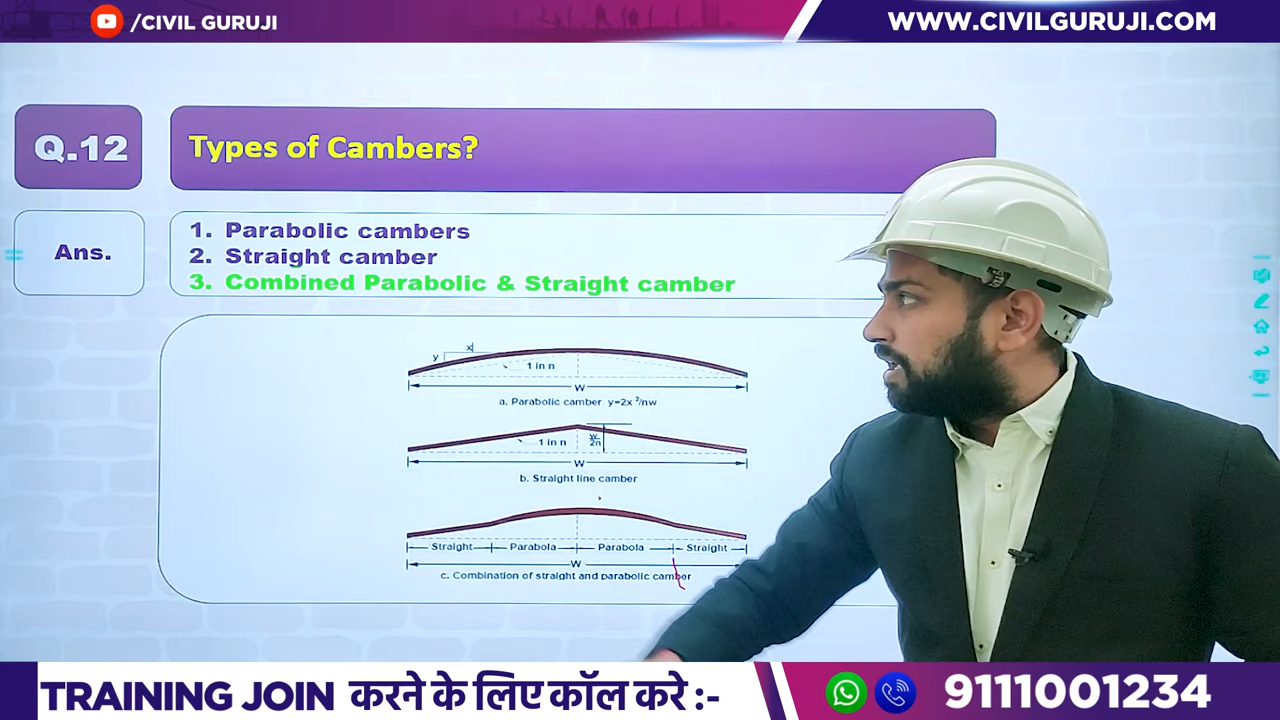 /CIVIL GURUJI
WWW.CIVILGURUJI.COM
Q.12
Types of Cambers?
Ans.
1. Parabolic cambers
2. Straight camber
3. Combined Parabolic & Straight camber
x
y
1 in n
W
a. Parabolic camber y=2x²/nw
1 in n
W
2n
W
b. Straight line camber
Straight
Parabola
Parabola
Straight
W
c. Combination of straight and parabolic camber
TRAINING JOIN करने के लिए कॉल करे :-
9111001234